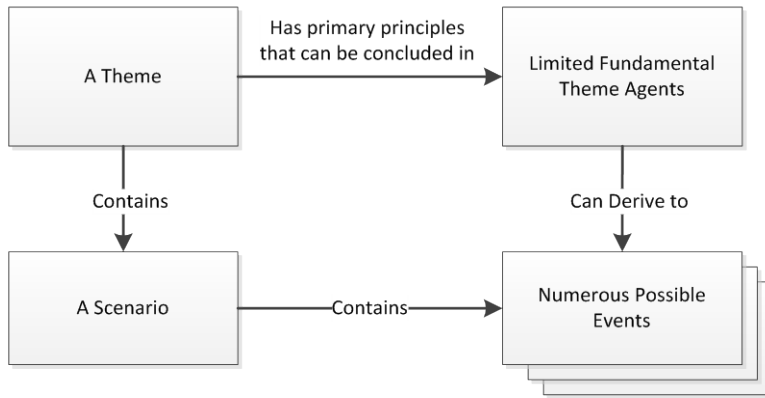 Has primary principles
that can be concluded in
A Theme
Limited Fundamental
Theme Agents
Contains
Can Derive to
A Scenario
Contains
Numerous Possible
Events